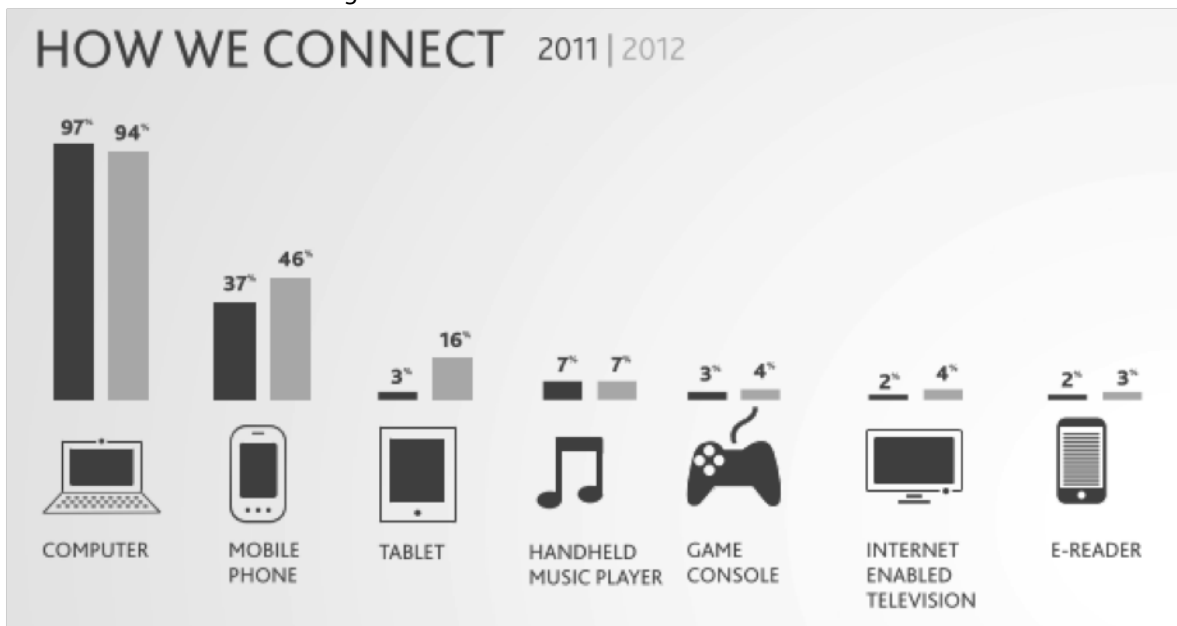 HOW WE CONNECT 2011 | 2012
97% 94%
37% 46%
3% 16%
7% 7%
3% 4%
2% 4%
2% 3%
COMPUTER
MOBILE
PHONE
TABLET
HANDHELD
MUSIC PLAYER
GAME
CONSOLE
INTERNET
ENABLED
TELEVISION
E-READER